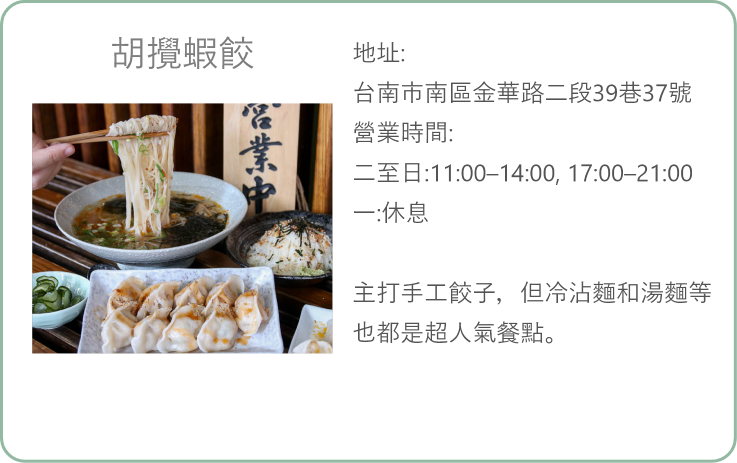 胡攪蝦餃
地址:
台南市南區金華路二段39巷37號
營業時間:
二至日:11:00–14:00, 17:00–21:00
一:休息
主打手工餃子，但冷沾麵和湯麵等
也都是超人氣餐點。
營業中